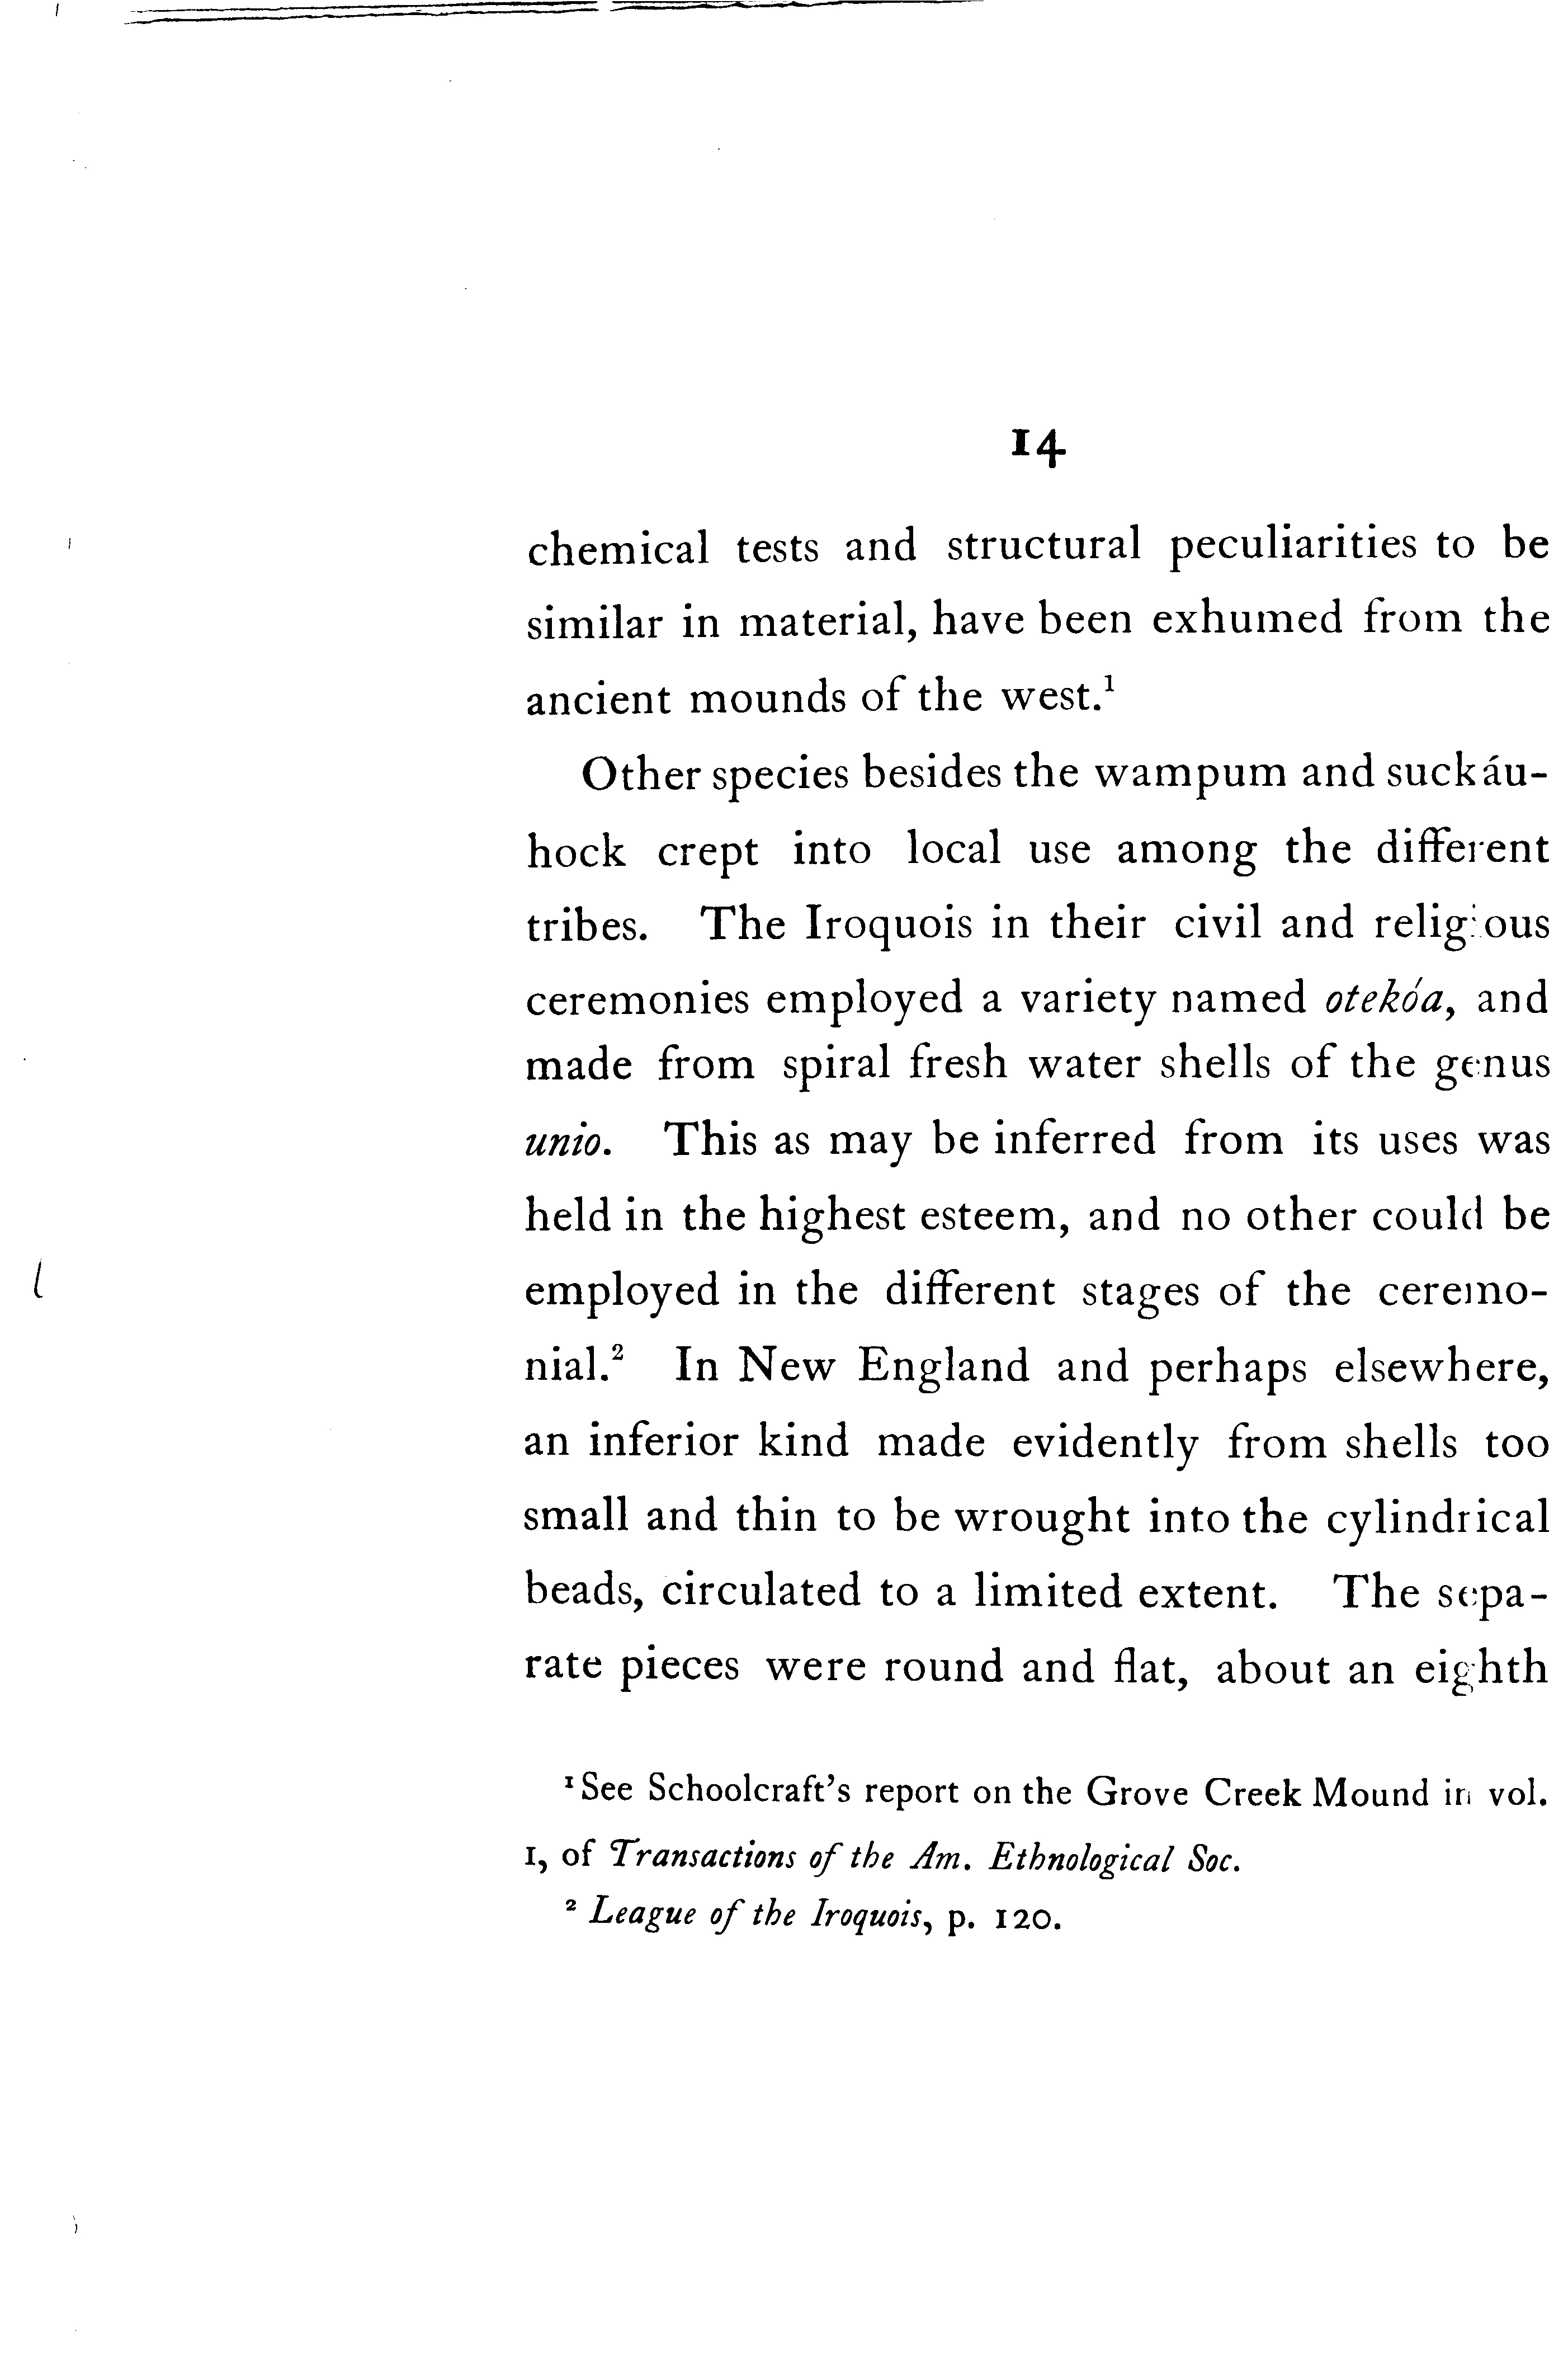 14
chemical tests and structural peculiarities to be
similar in material, have been exhumed from the
ancient mounds of the west.¹
Other species besides the wampum and suckáu-
hock crept into local use among the different
tribes. The Iroquois in their civil and religious
ceremonies employed a variety named otekóa, and
made from spiral fresh water shells of the genus
unio. This as may be inferred from its uses was
held in the highest esteem, and no other could be
employed in the different stages of the ceremo-
nial.² In New England and perhaps elsewhere,
an inferior kind made evidently from shells too
small and thin to be wrought into the cylindrical
beads, circulated to a limited extent. The sepa-
rate pieces were round and flat, about an eighth
¹ See Schoolcraft's report on the Grove Creek Mound in vol.
1, of Transactions of the Am. Ethnological Soc.
² League of the Iroquois, p. 120.